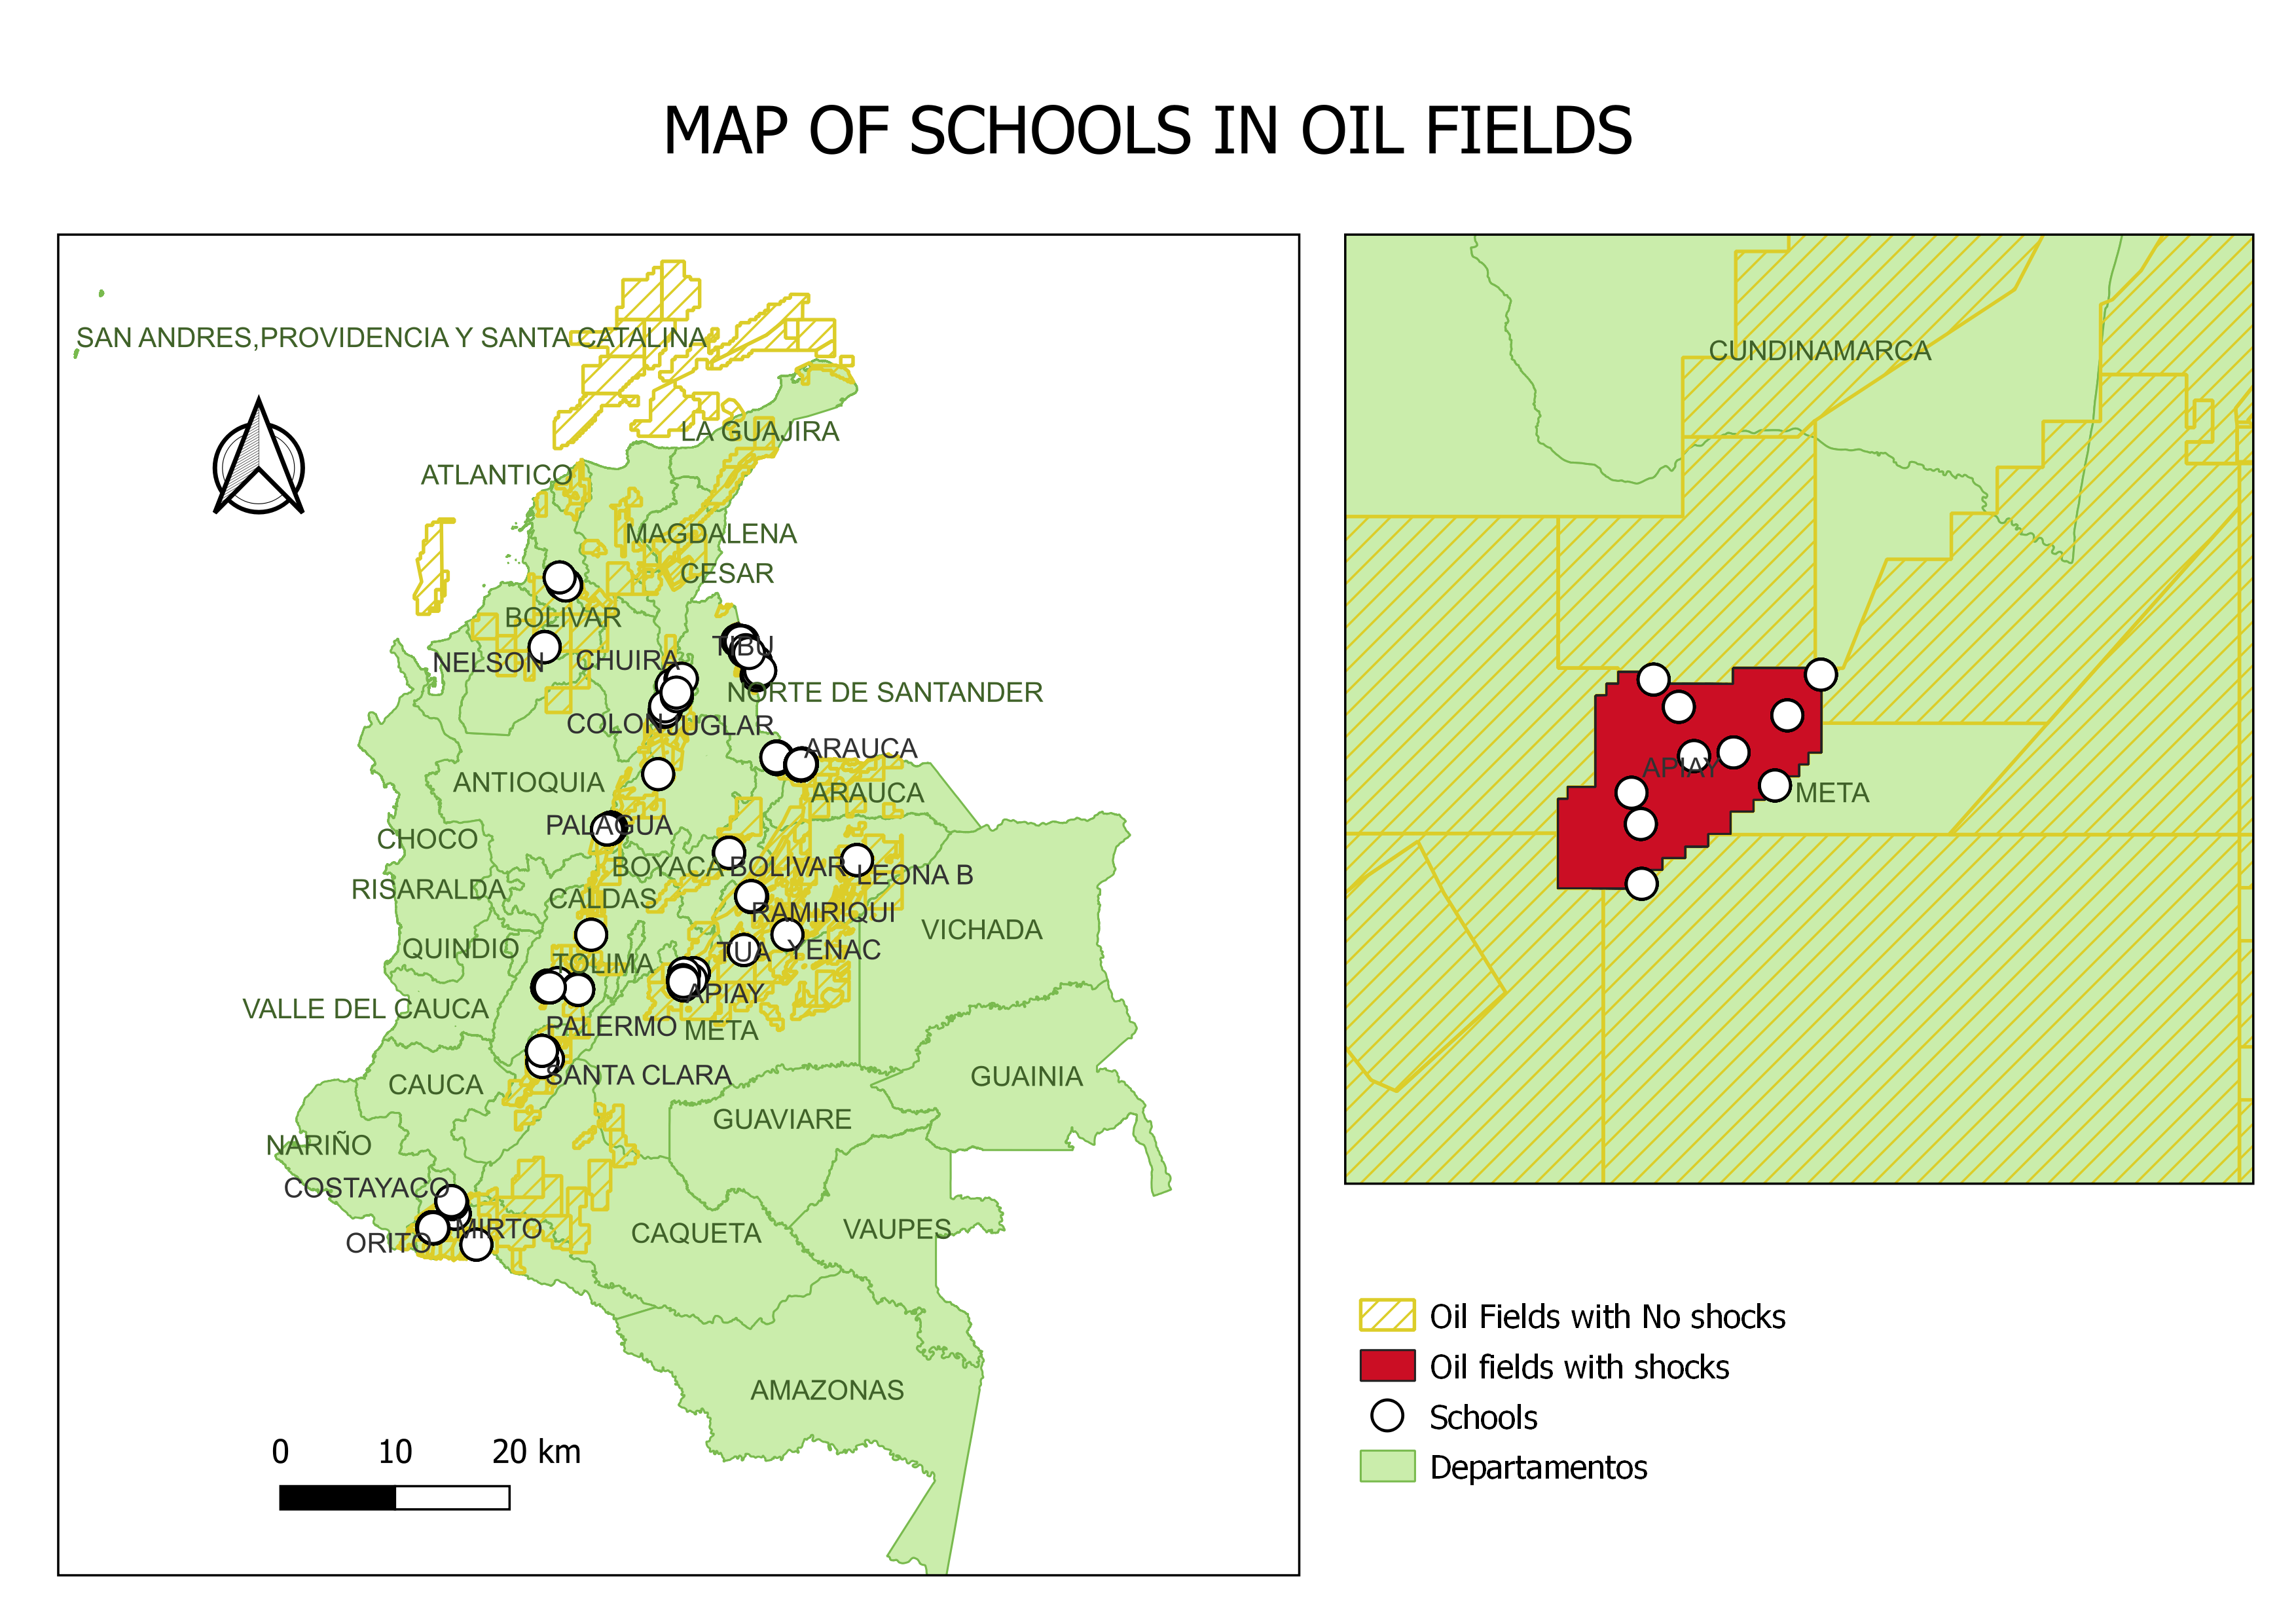 MAP OF SCHOOLS IN OIL FIELDS
SAN ANDRES,PROVIDENCIA Y SANTA CATALINA
LA GUAJIRA
ATLANTICO
MAGDALENA
CESAR
BOLIVAR
TIBU
NELSON
CHUIRA
NORTE DE SANTANDER
COLON
JUGLAR
ARAUCA
ANTIOQUIA
ARAUCA
PALAGUA
CHOCO
BOYACA
BOLIVAR
LEONA B
RISARALDA
CALDAS
RAMIRIQUI
VICHADA
QUINDIO
TUA
YENAC
TOLIMA
APIAY
VALLE DEL CAUCA
PALERMO
META
SANTA CLARA
CAUCA
GUAINIA
GUAVIARE
NARIÑO
COSTAYACO
MIRTO
ORITO
CAQUETA
VAUPES
AMAZONAS
0 10 20 km
CUNDINAMARCA
APIAY
META
Oil Fields with No shocks
Oil fields with shocks
Schools
Departamentos